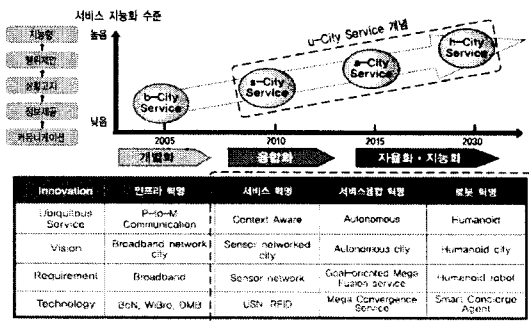 서비스 지능화 수준
지능형
행위제안
상황고지
정보제공
커뮤니케이션
높음
낮음
u-City Service 개념
b-City Service
s-City Service
a-City Service
h-City Service
2005
2010
2015
2030
개별화
융합화
자율화·지능화
Innovation 인프라 혁명 서비스 혁명 서비스융합 혁명 로봇 혁명
Ubiquitous Service P-to-M Communication Context Aware Autonomous Humanoid
Vision Broadband network city Sensor networked city Autonomous city Humanoid city
Requirement Broadband Sensor network Goal-oriented Mega Fusion service Humanoid robot
Technology BcN, WiBro, DMB USN, RFID Mega Convergence Service Smart Concierge Agent